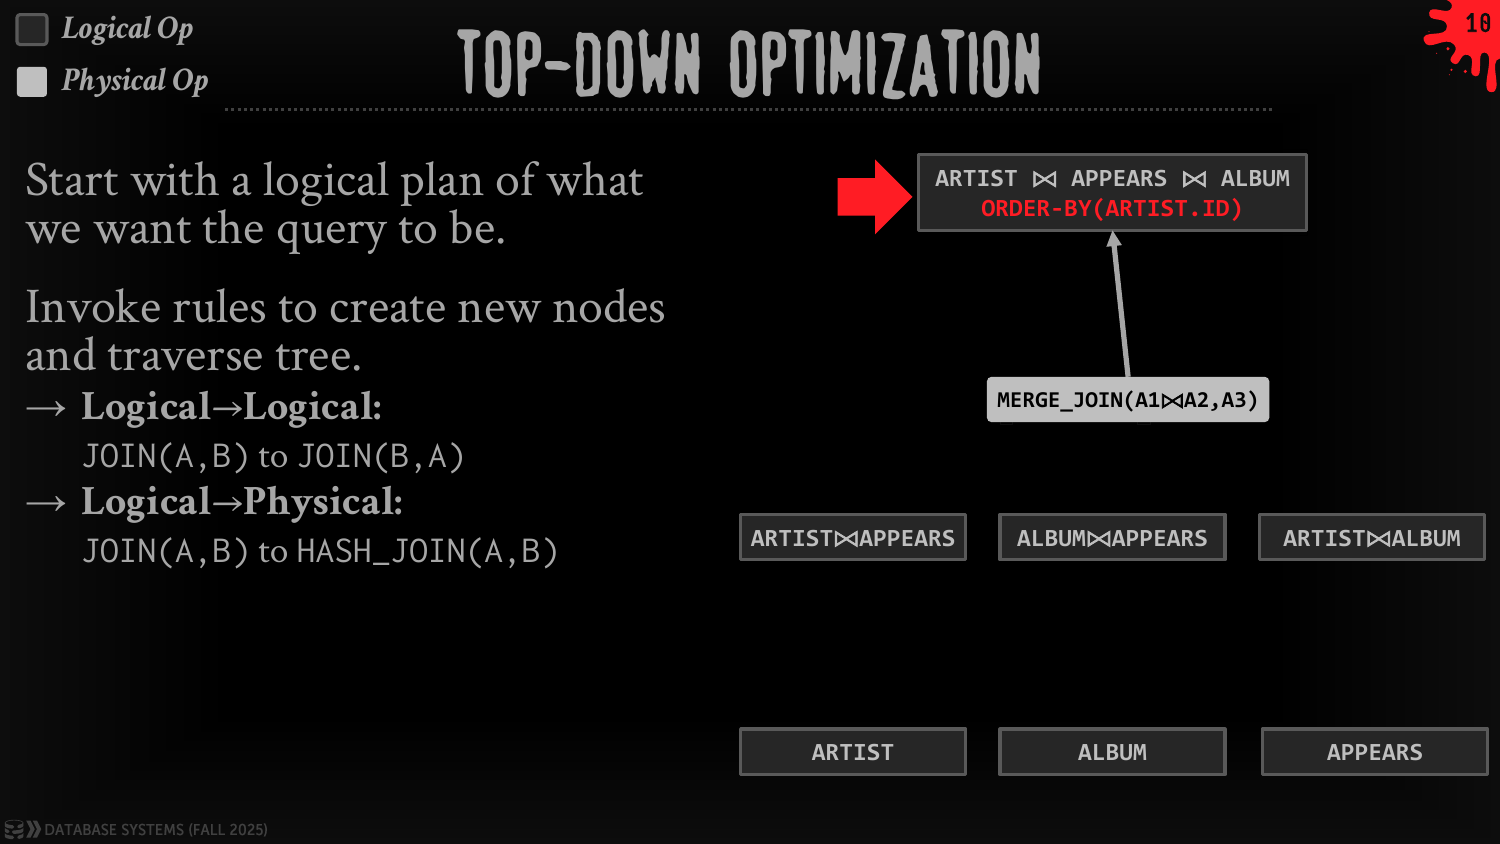 Logical Op
Physical Op
TOP-DOWN OPTIMIZATION
10
Start with a logical plan of what
we want the query to be.
Invoke rules to create new nodes
and traverse tree.
→ Logical→Logical:
JOIN(A,B) to JOIN(B,A)
→ Logical→Physical:
JOIN(A,B) to HASH_JOIN(A,B)
ARTIST ⋈ APPEARS ⋈ ALBUM
ORDER-BY(ARTIST.ID)
MERGE_JOIN(A1⋈A2,A3)
ARTIST⋈APPEARS
ALBUM⋈APPEARS
ARTIST⋈ALBUM
ARTIST
ALBUM
APPEARS
DATABASE SYSTEMS (FALL 2025)